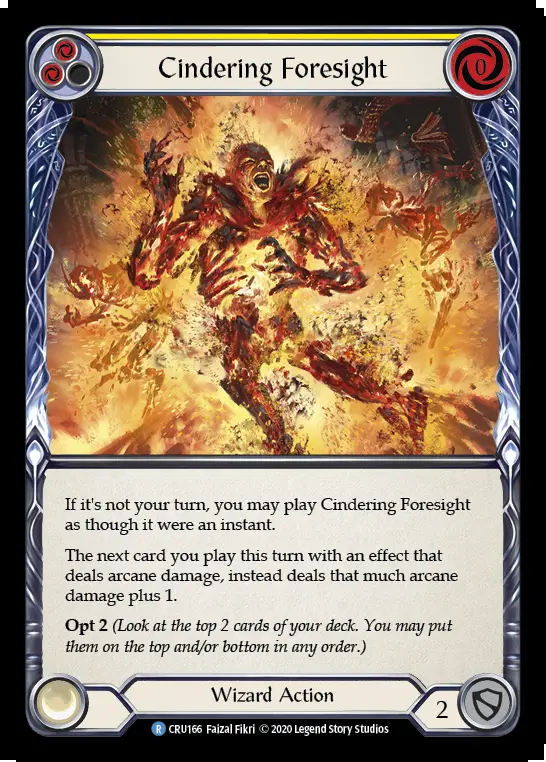 Cindering Foresight
0
If it's not your turn, you may play Cindering Foresight
as though it were an instant.
The next card you play this turn with an effect that
deals arcane damage, instead deals that much arcane
damage plus 1.
Opt 2 (Look at the top 2 cards of your deck. You may put
them on the top and/or bottom in any order.)
Wizard Action
2
R CRU166 Faizal Fikri © 2020 Legend Story Studios